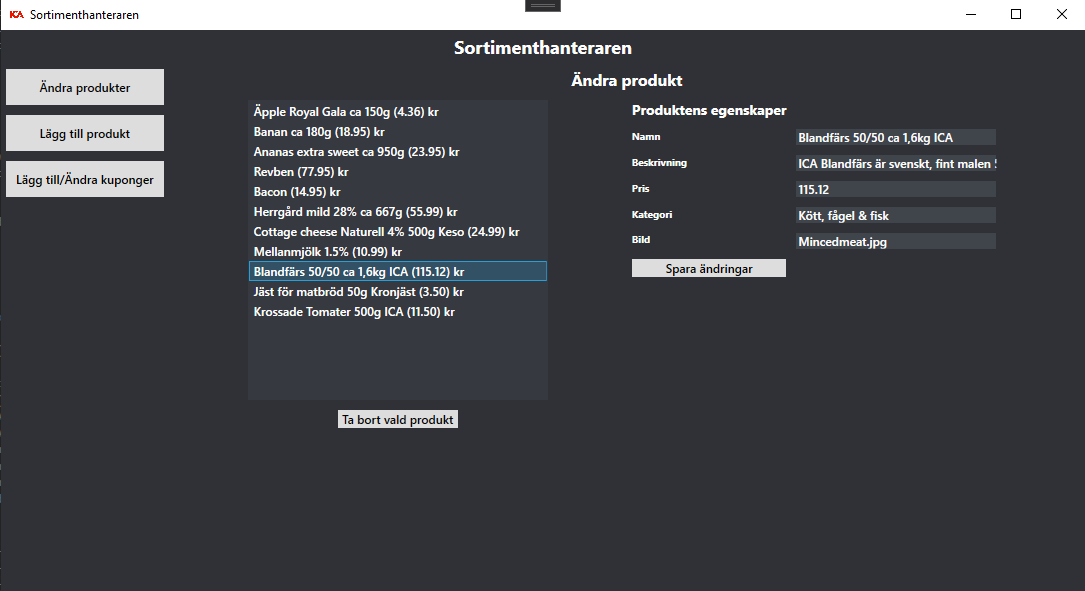 ICA Sortimenthanteraren
Sortimenthanteraren
Ändra produkter
Lägg till produkt
Lägg till/Ändra kuponger
Äpple Royal Gala ca 150g (4.36) kr
Banan ca 180g (18.95) kr
Ananas extra sweet ca 950g (23.95) kr
Revben (77.95) kr
Bacon (14.95) kr
Herrgård mild 28% ca 667g (55.99) kr
Cottage cheese Naturell 4% 500g Keso (24.99) kr
Mellanmjölk 1.5% (10.99) kr
Blandfärs 50/50 ca 1,6kg ICA (115.12) kr
Jäst för matbröd 50g Kronjäst (3.50) kr
Krossade Tomater 500g ICA (11.50) kr
Ta bort vald produkt
Ändra produkt
Produktens egenskaper
Namn Blandfärs 50/50 ca 1,6kg ICA
Beskrivning ICA Blandfärs är svenskt, fint malen
Pris 115.12
Kategori Kött, fågel & fisk
Bild Mincedmeat.jpg
Spara ändringar